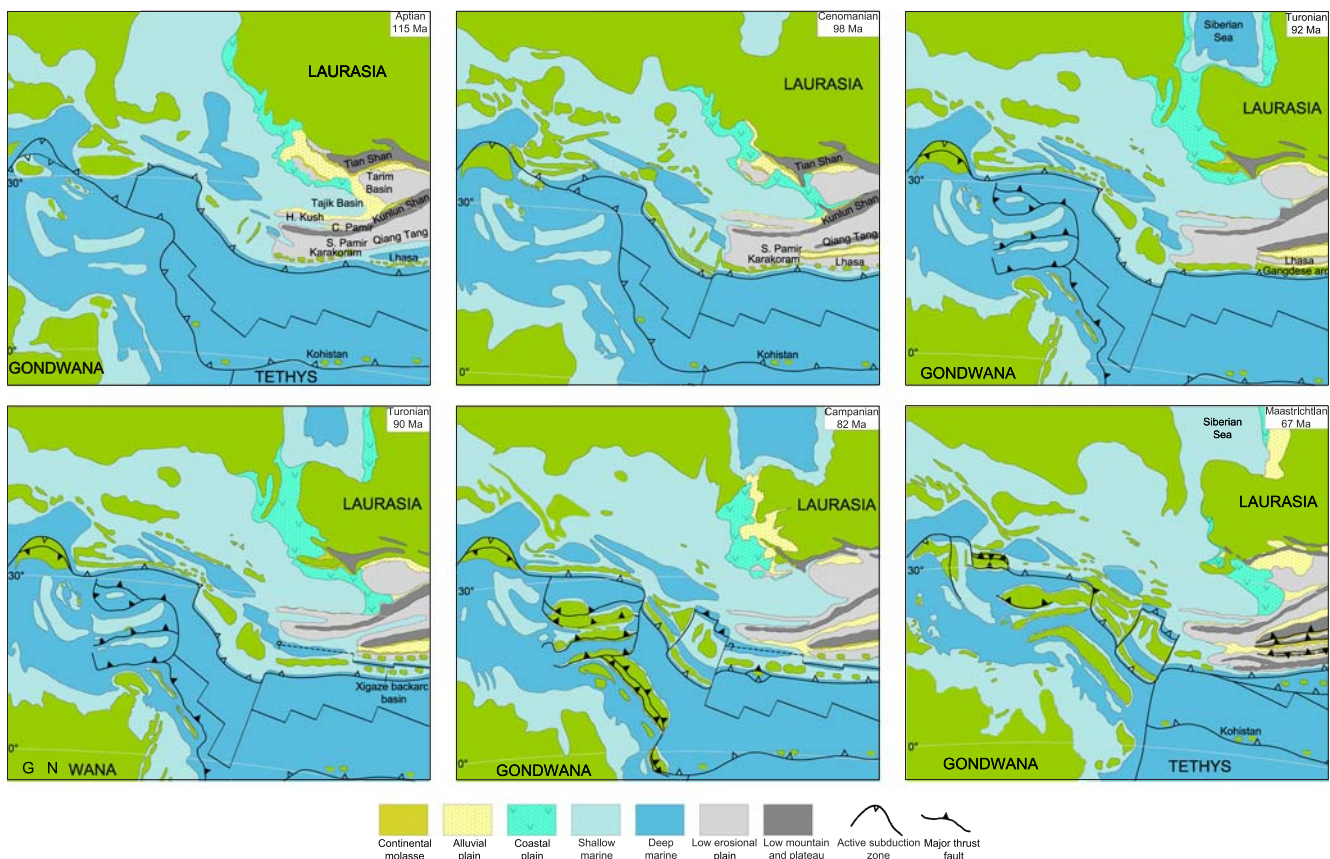 Aptian
115 Ma
LAURASIA
Tian Shan
30°
Tarim
Basin
Tajik Basin
Kunlun Shan
H. Kush
C. Pamir
Qiang Tang
S. Pamir
Karakoram
Lhasa
0°
Kohistan
GONDWANA
TETHYS
Cenomanian
98 Ma
LAURASIA
Tian Shan
30°
Kunlun Shan
Qiang Tang
S. Pamir
Karakoram
Lhasa
Kohistan
0°
Turonian
92 Ma
Siberian
Sea
LAURASIA
30°
Lhasa
Gangdese arc
0°
GONDWANA
Turonian
90 Ma
LAURASIA
30°
Xigaze backarc
basin
0°
G N WANA
Campanian
82 Ma
LAURASIA
30°
0°
GONDWANA
Maastrichtian
67 Ma
Siberian
Sea
LAURASIA
30°
Kohistan
0°
GONDWANA
TETHYS
Continental
molasse
Alluvial
plain
Coastal
plain
Shallow
marine
Deep
marine
Low erosional
plain
Low mountain
and plateau
Active subduction
zone
Major thrust
fault